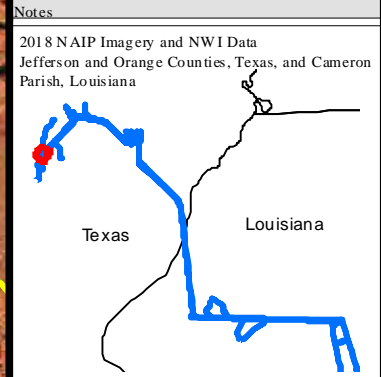 Notes
2018 NAIP Imagery and NWI Data
Jefferson and Orange Counties, Texas, and Cameron
Parish, Louisiana
Texas
Louisiana